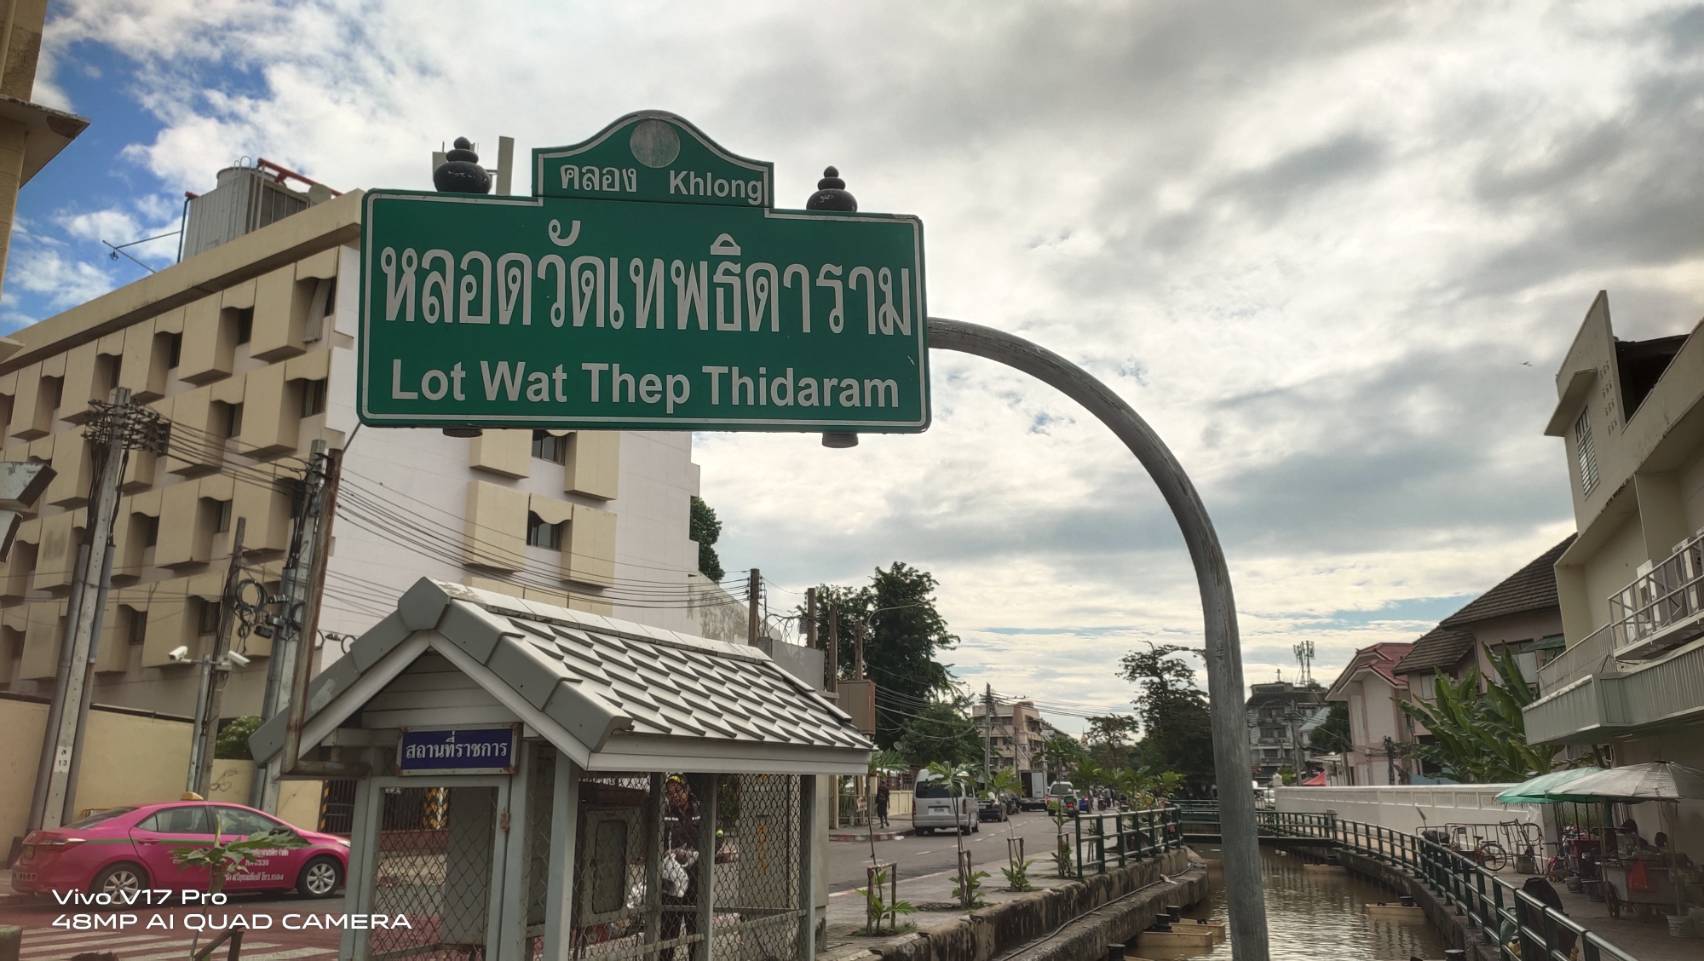 คลอง Khlong
หลอดวัดเทพธิดาราม
Lot Wat Thep Thidaram
สถานที่ราชการ
Vivo V17 Pro
48MP AI QUAD CAMERA